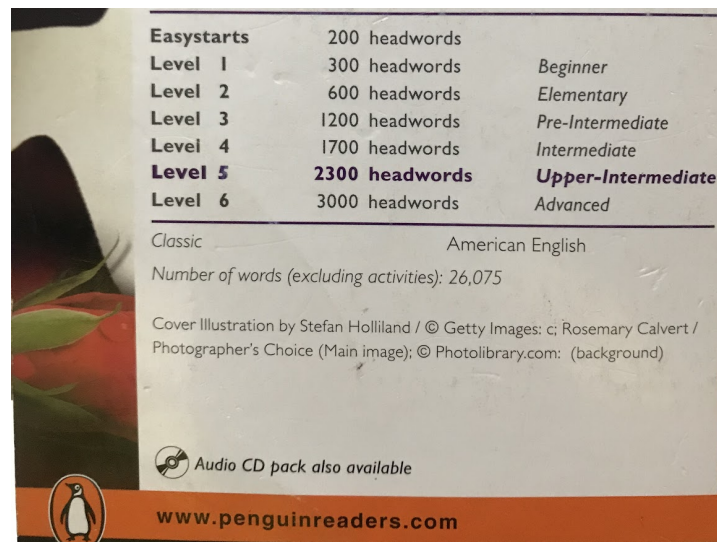 Easystarts 200 headwords
Level 1 300 headwords Beginner
Level 2 600 headwords Elementary
Level 3 1200 headwords Pre-Intermediate
Level 4 1700 headwords Intermediate
Level 5 2300 headwords Upper-Intermediate
Level 6 3000 headwords Advanced
Classic American English
Number of words (excluding activities): 26,075
Cover Illustration by Stefan Holliland / © Getty Images: c; Rosemary Calvert /
Photographer's Choice (Main image); © Photolibrary.com: (background)
Audio CD pack also available
www.penguinreaders.com